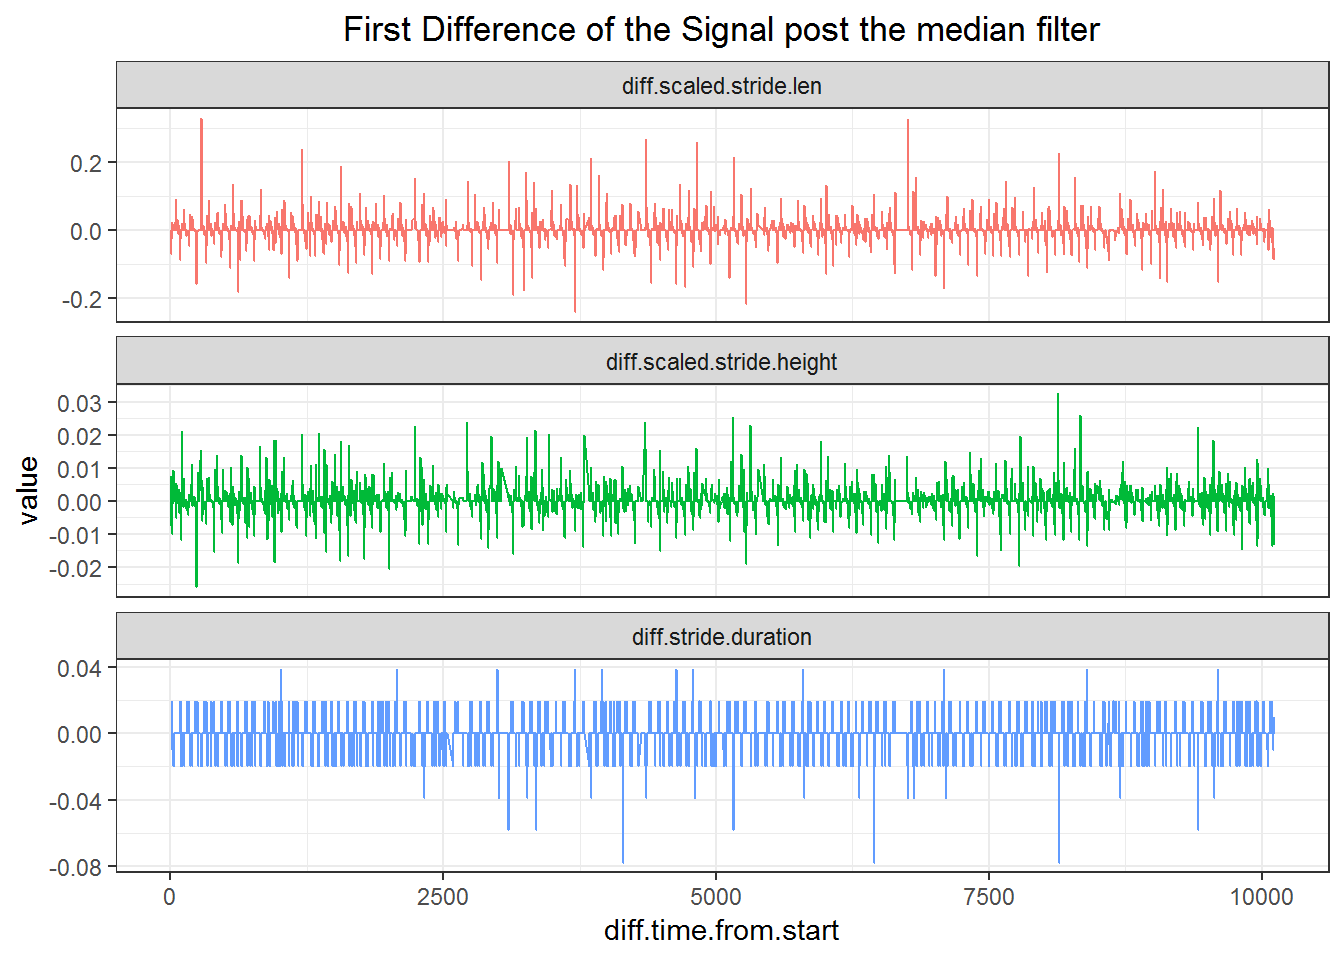 First Difference of the Signal post the median filter
diff.scaled.stride.len
0.2
0.0
-0.2
diff.scaled.stride.height
0.03
0.02
0.01
0.00
-0.01
-0.02
diff.stride.duration
0.04
0.00
-0.04
-0.08
value
0 2500 5000 7500 10000
diff.time.from.start